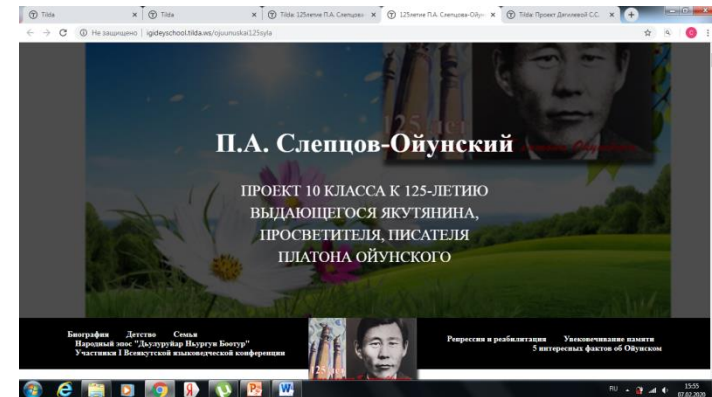 Tilda
Tilda
Tilda: 125летие П.А. Слепцова-
125летие П.А. Слепцова-Ойун
Tilda: Проект Дегилевой С.С.
Не защищено | igideyschool.tilda.ws/ojuunuskai125syla
125 лет
П.А. Слепцов-Ойунский
ПРОЕКТ 10 КЛАССА К 125-ЛЕТИЮ
ВЫДАЮЩЕГОСЯ ЯКУТЯНИНА,
ПРОСВЕТИТЕЛЯ, ПИСАТЕЛЯ
ПЛАТОНА ОЙУНСКОГО
Биография Детство Семья
Народный эпос "Дьулуруйар Ньургун Боотур"
Участники I Всеякутской языковедческой конференции
125
Репрессия и реабилитация Увековечивание памяти
5 интересных фактов об Ойунском
RU
15:55
07.02.2020